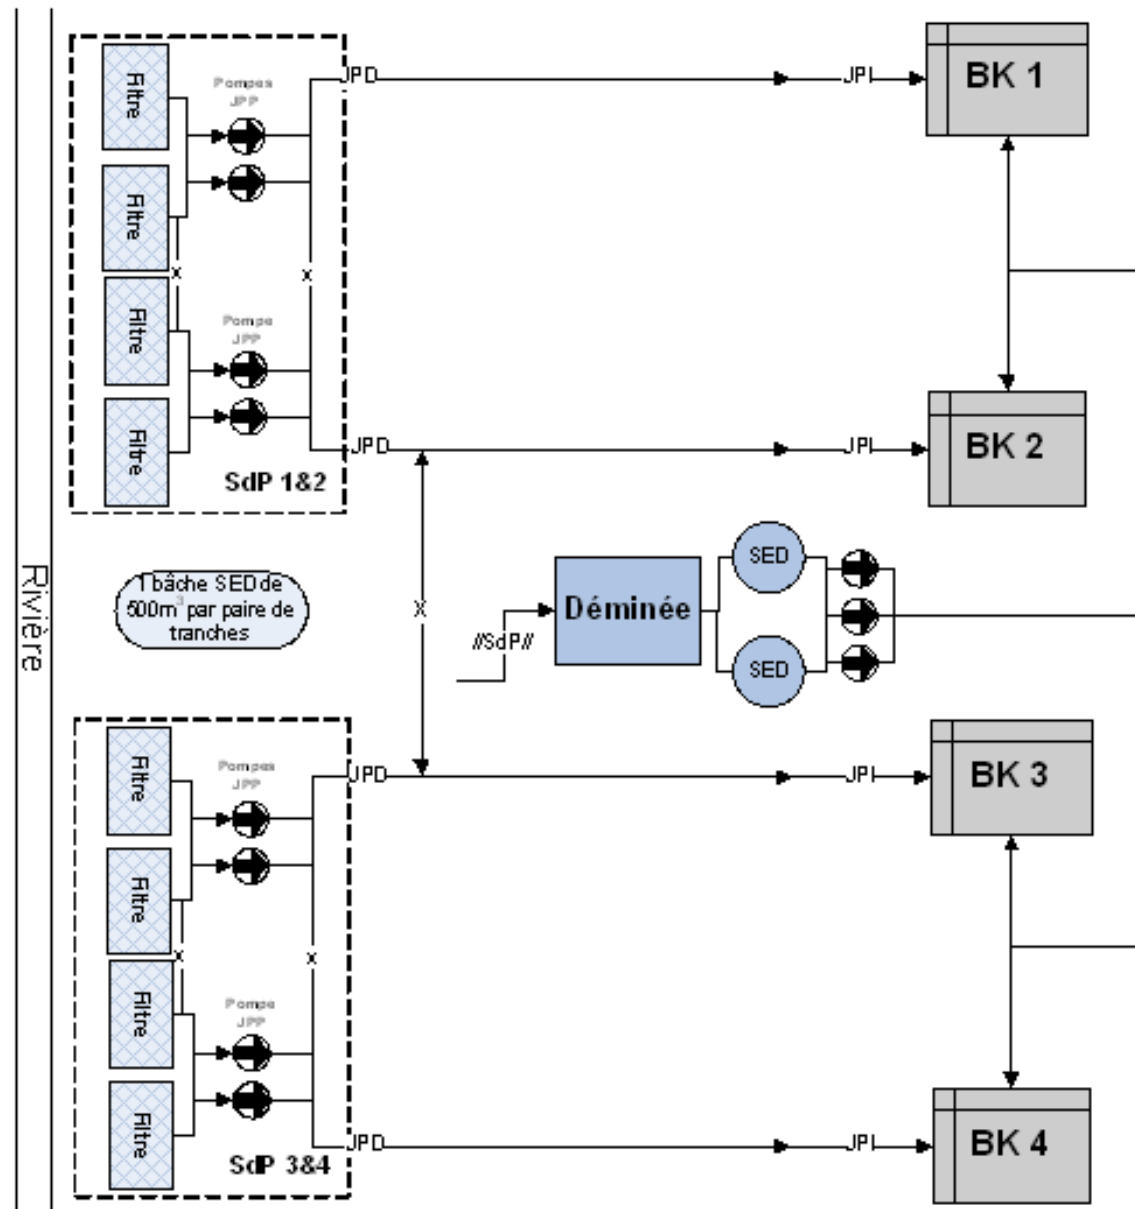 Filtre
Pompes
JPP
JPD
JPI
BK 1
Filtre
X
X
Filtre
Pompe
JPP
Filtre
JPD
JPI
BK 2
SdP 1&2
Rivière
1 bâche SED de
500m³ par paire de
tranches
X
//SdP//
Déminée
SED
SED
Filtre
Pompes
JPP
JPD
JPI
BK 3
Filtre
X
X
Filtre
Pompe
JPP
Filtre
JPD
JPI
BK 4
SdP 3&4